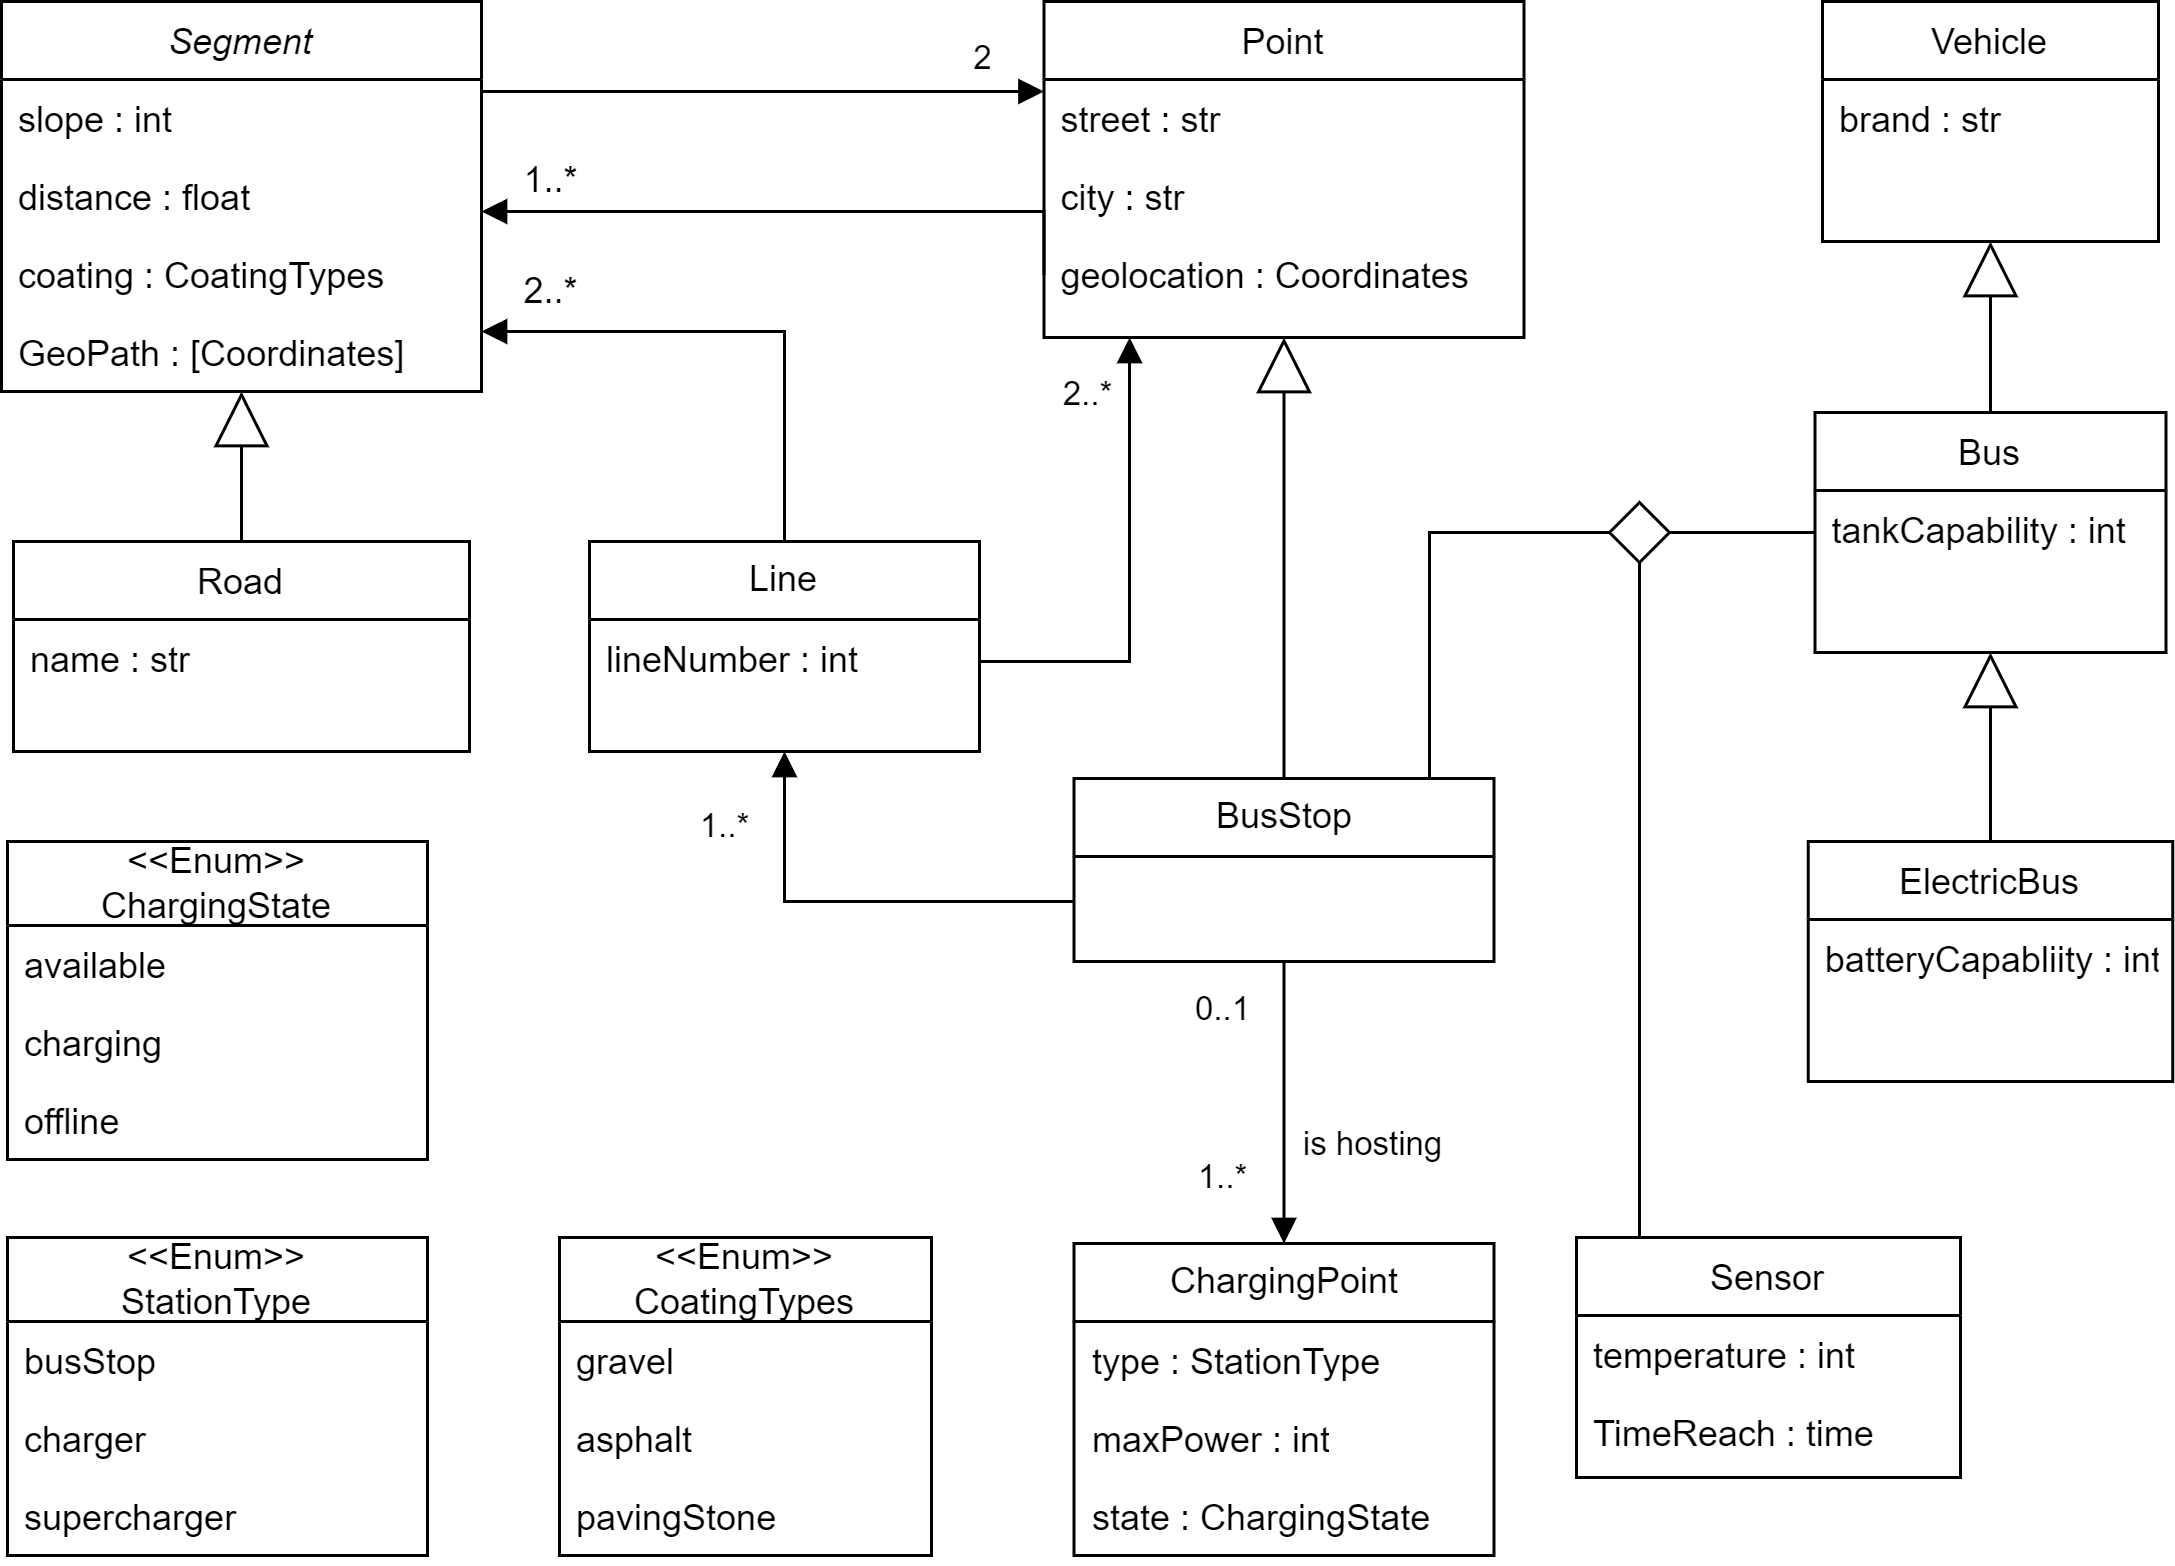 Segment
slope : int
distance : float
coating : CoatingTypes
GeoPath : [Coordinates]
2
1..*
2..*
Point
street : str
city : str
geolocation : Coordinates
2..*
Vehicle
brand : str
Bus
tankCapability : int
Road
name : str
Line
lineNumber : int
1..*
BusStop
0..1
is hosting
1..*
ElectricBus
batteryCapabliity : int
<<Enum>>
ChargingState
available
charging
offline
<<Enum>>
StationType
busStop
charger
supercharger
<<Enum>>
CoatingTypes
gravel
asphalt
pavingStone
ChargingPoint
type : StationType
maxPower : int
state : ChargingState
Sensor
temperature : int
TimeReach : time